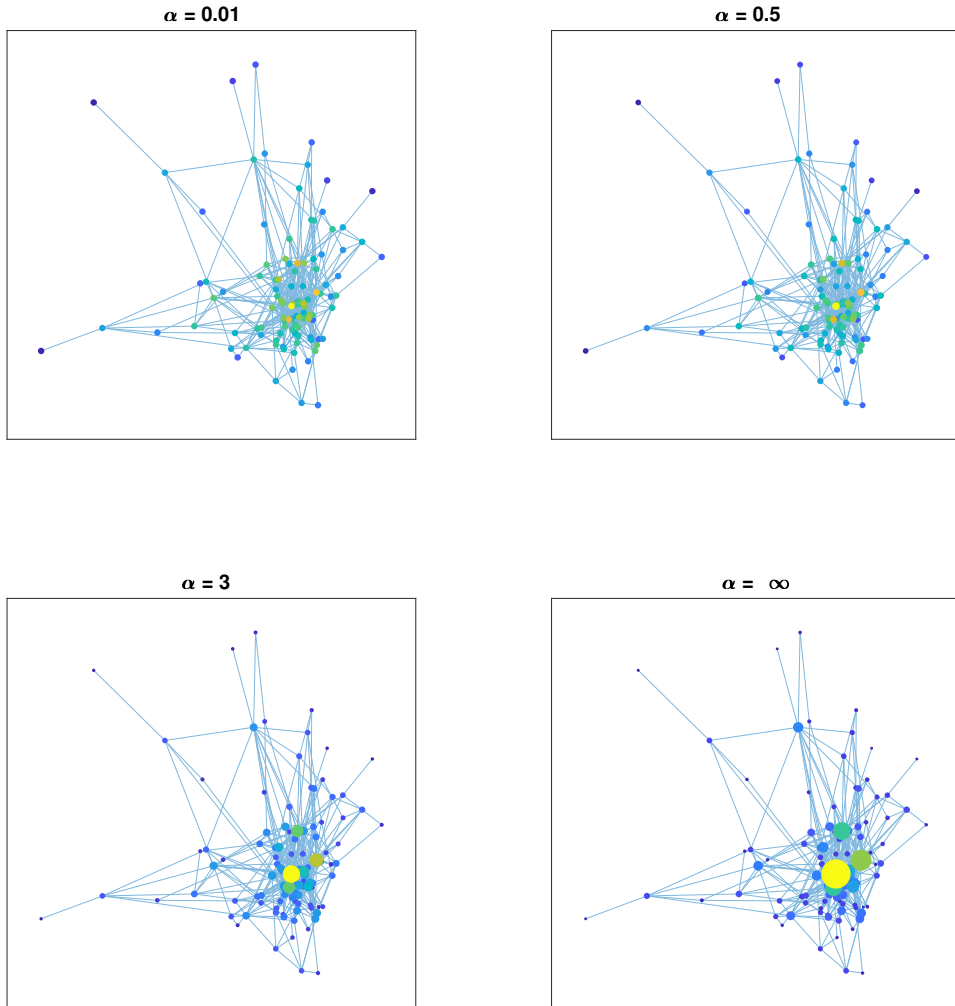 α = 0.01
α = 0.5
α = 3
α = ∞